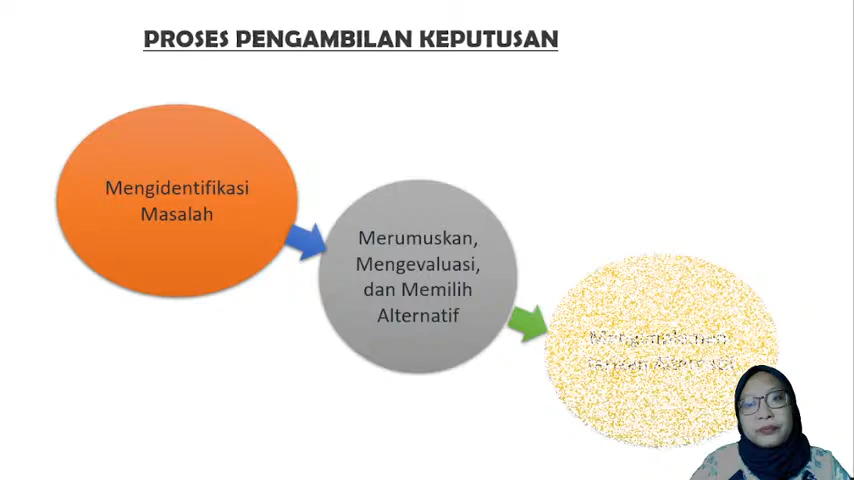 PROSES PENGAMBILAN KEPUTUSAN
Mengidentifikasi
Masalah
Merumuskan,
Mengevaluasi,
dan Memilih
Alternatif